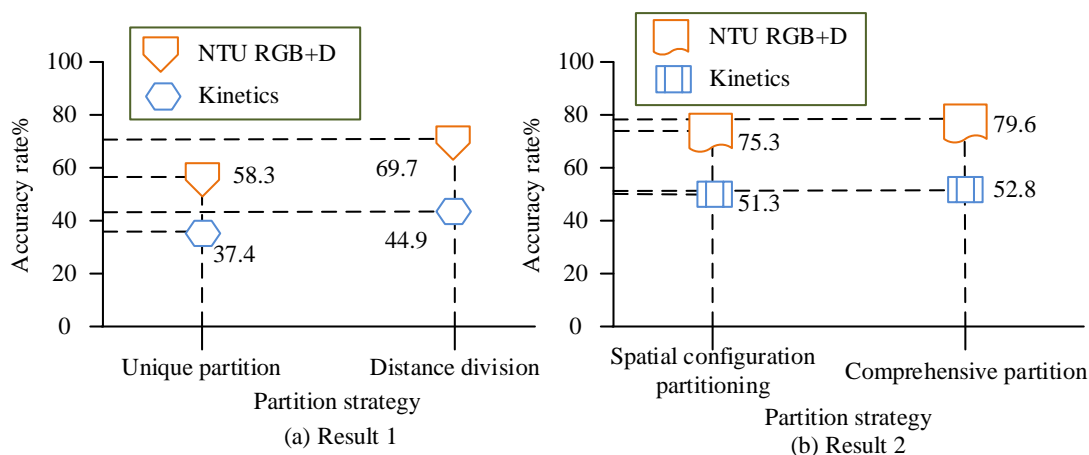 NTU RGB+D
Kinetics
Accuracy rate%
100
80
60
40
20
0
58.3
37.4
69.7
44.9
Unique partition
Distance division
Partition strategy
(a) Result 1
NTU RGB+D
Kinetics
Accuracy rate%
100
80
60
40
20
0
75.3
51.3
79.6
52.8
Spatial configuration
partitioning
Comprehensive partition
Partition strategy
(b) Result 2